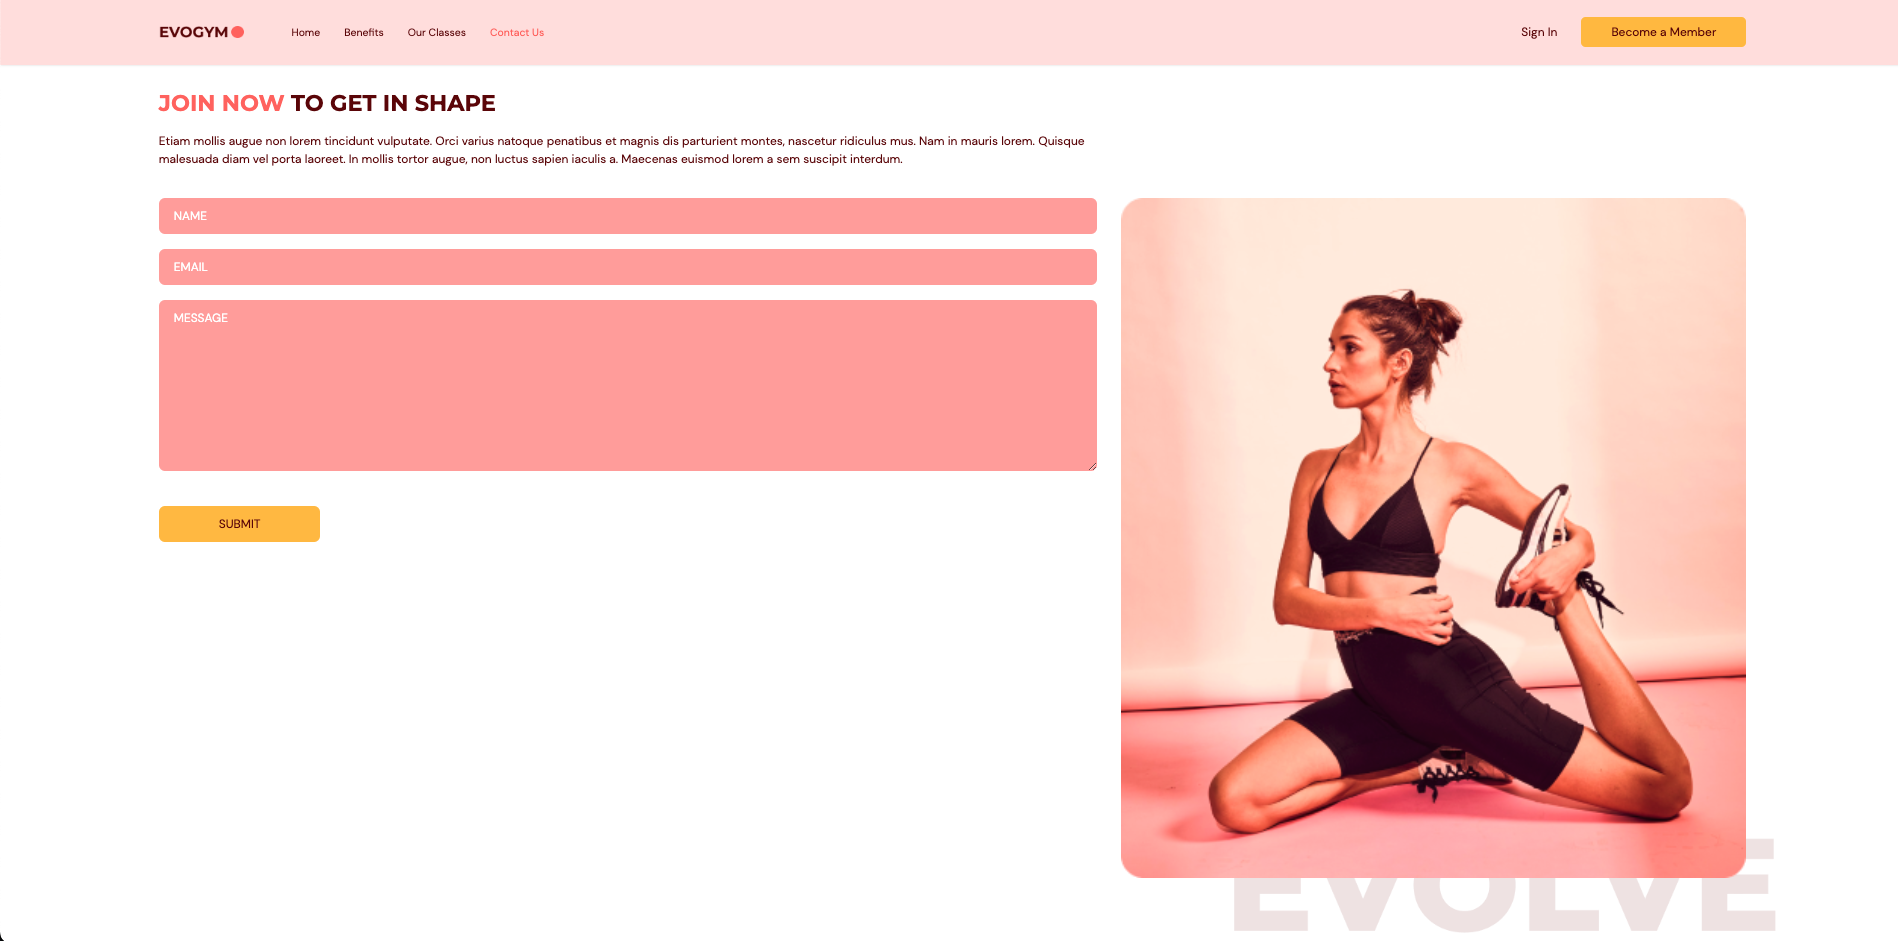 EVOGYM Home Benefits Our Classes Contact Us Sign In Become a Member
JOIN NOW TO GET IN SHAPE
Etiam mollis augue non lorem tincidunt vulputate. Orci varius natoque penatibus et magnis dis parturient montes, nascetur ridiculus mus. Nam in mauris lorem. Quisque
malesuada diam vel porta laoreet. In mollis tortor augue, non luctus sapien iaculis a. Maecenas euismod lorem a sem suscipit interdum.
NAME
EMAIL
MESSAGE
SUBMIT
EVOLVE